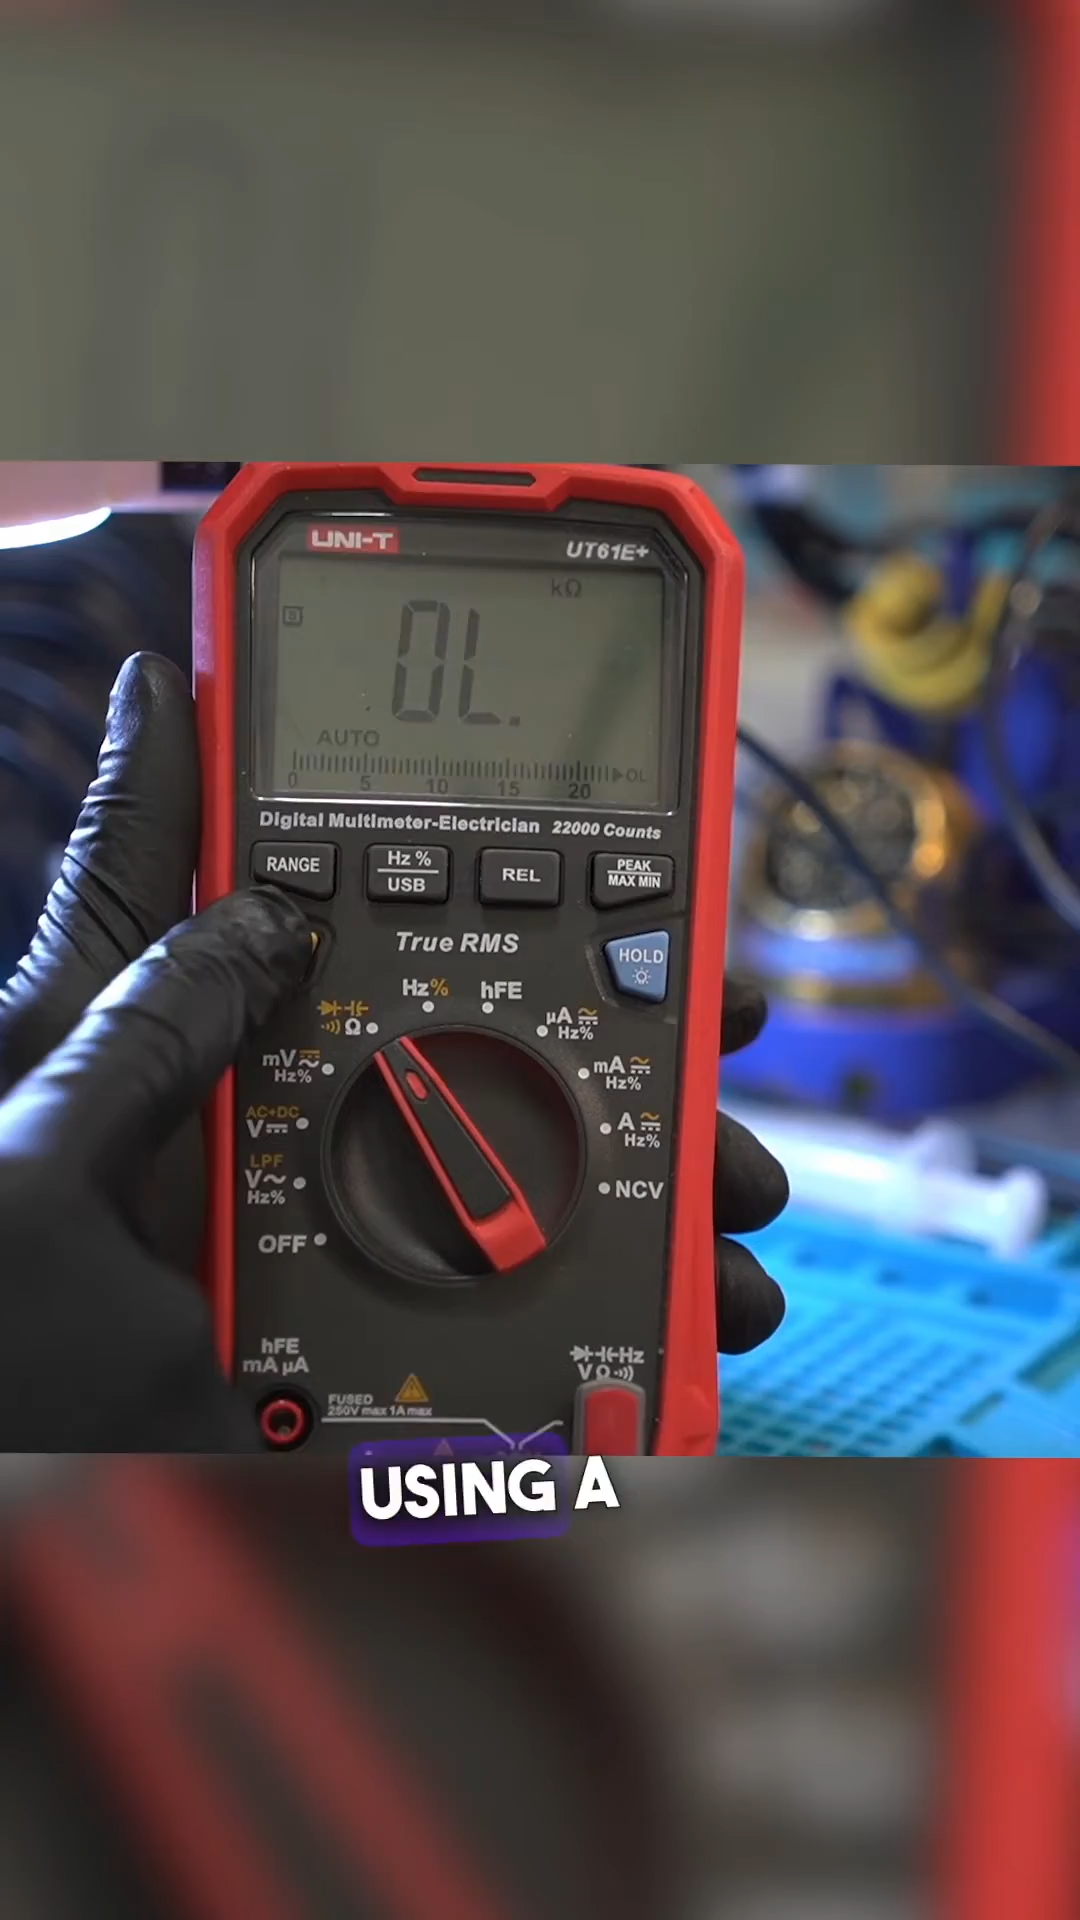 UNI-T
UT61E+
kΩ
OL.
AUTO
0 5 10 15 20 OL
Digital Multimeter-Electrician 22000 Counts
RANGE
Hz %
USB
REL
PEAK
MAX MIN
True RMS
HOLD
Hz%
hFE
Ω
µA
Hz%
mV
Hz%
mA
Hz%
AC+DC
V
A
Hz%
LPF
V~
Hz%
NCV
OFF
hFE
mA µA
Hz
V Ω
FUSED
250V max 1A max
USING A